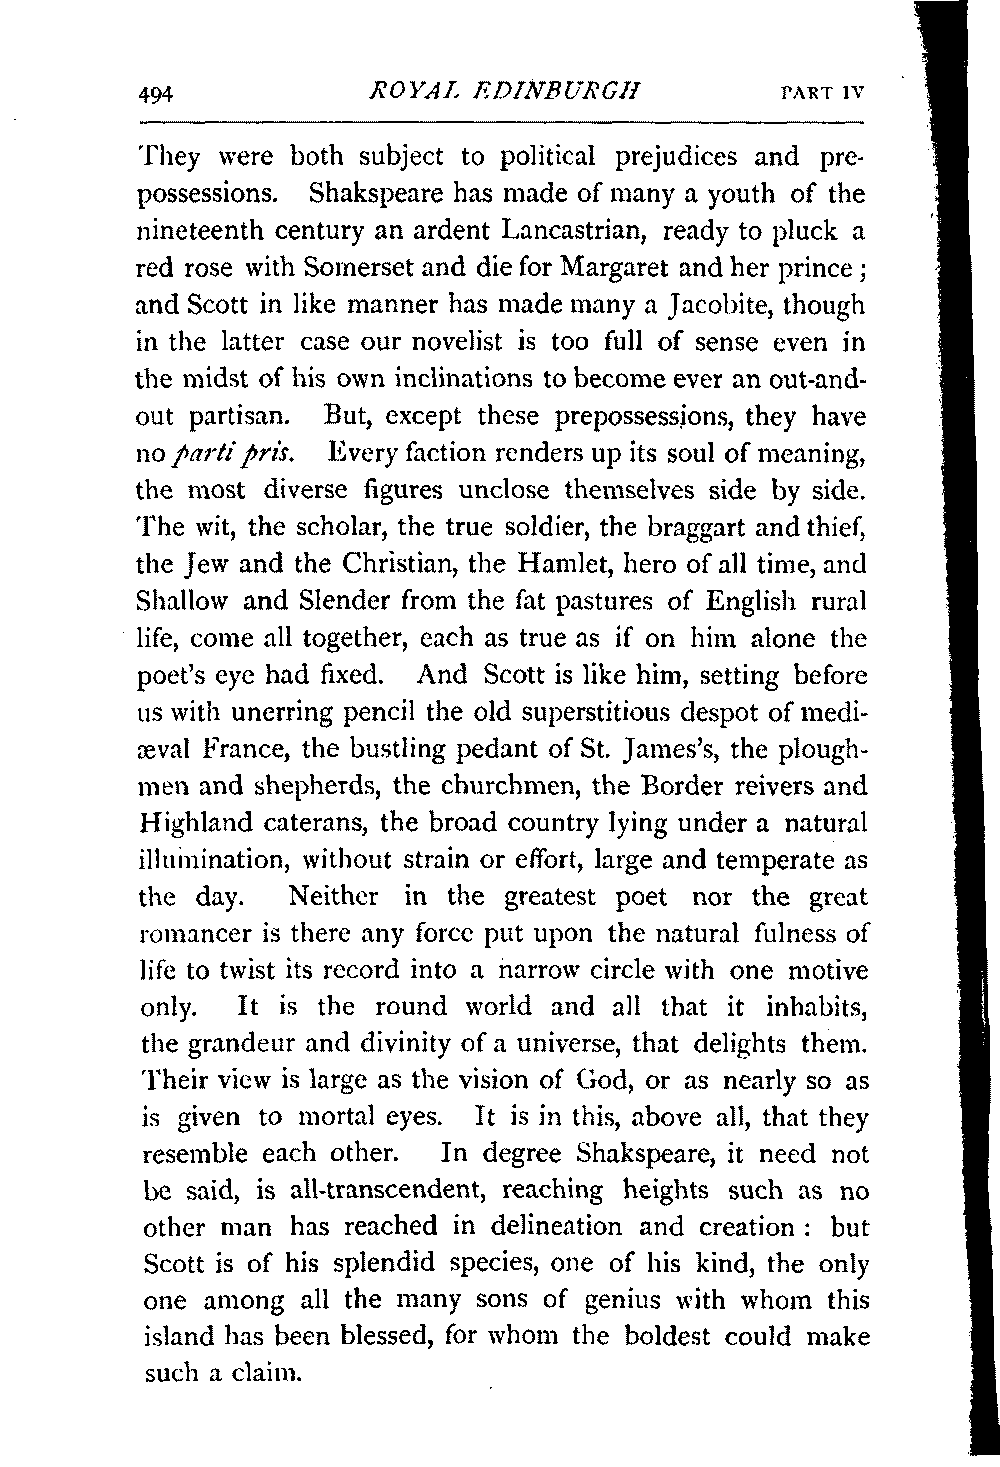 494 ROYAL EDINBURGH PART IV
They were both subject to political prejudices and pre-
possessions. Shakspeare has made of many a youth of the
nineteenth century an ardent Lancastrian, ready to pluck a
red rose with Somerset and die for Margaret and her prince ;
and Scott in like manner has made many a Jacobite, though
in the latter case our novelist is too full of sense even in
the midst of his own inclinations to become ever an out-and-
out partisan. But, except these prepossessions, they have
no parti pris. Every faction renders up its soul of meaning,
the most diverse figures unclose themselves side by side.
The wit, the scholar, the true soldier, the braggart and thief,
the Jew and the Christian, the Hamlet, hero of all time, and
Shallow and Slender from the fat pastures of English rural
life, come all together, each as true as if on him alone the
poet's eye had fixed. And Scott is like him, setting before
us with unerring pencil the old superstitious despot of medi-
æval France, the bustling pedant of St. James's, the plough-
men and shepherds, the churchmen, the Border reivers and
Highland caterans, the broad country lying under a natural
illumination, without strain or effort, large and temperate as
the day. Neither in the greatest poet nor the great
romancer is there any force put upon the natural fulness of
life to twist its record into a narrow circle with one motive
only. It is the round world and all that it inhabits,
the grandeur and divinity of a universe, that delights them.
Their view is large as the vision of God, or as nearly so as
is given to mortal eyes. It is in this, above all, that they
resemble each other. In degree Shakspeare, it need not
be said, is all-transcendent, reaching heights such as no
other man has reached in delineation and creation : but
Scott is of his splendid species, one of his kind, the only
one among all the many sons of genius with whom this
island has been blessed, for whom the boldest could make
such a claim.